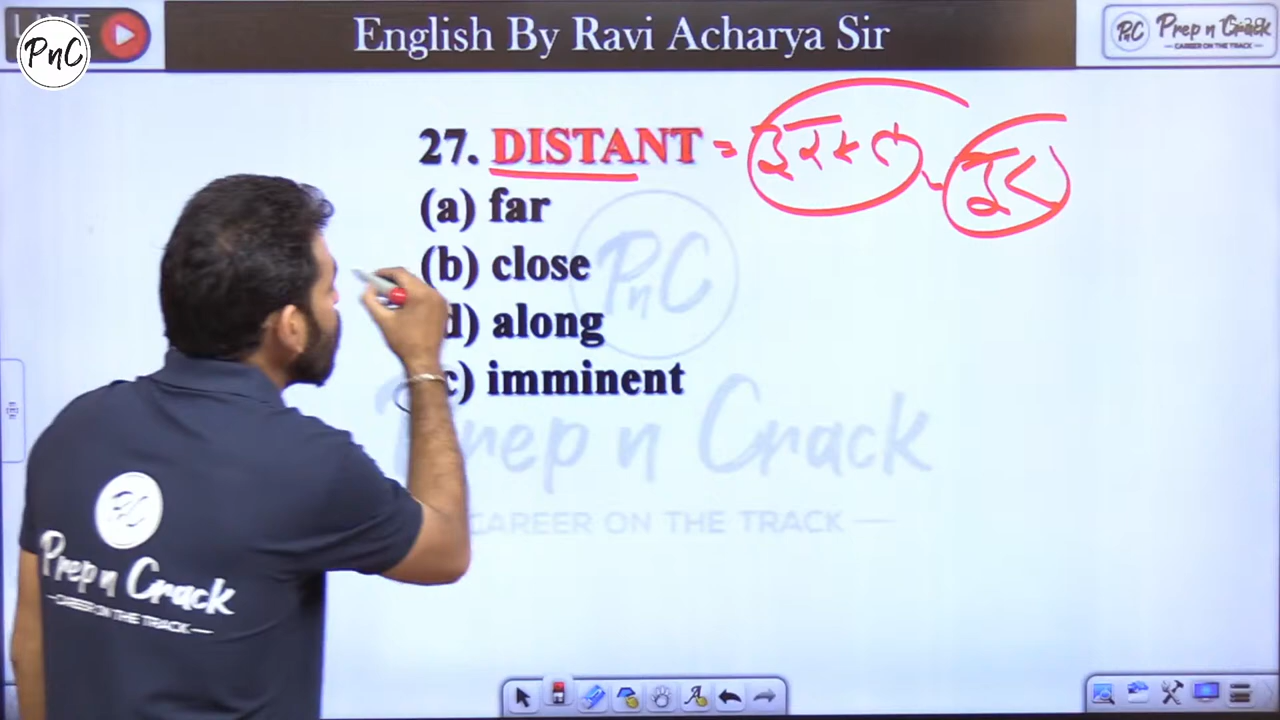 LIVE
PnC
English By Ravi Acharya Sir
PnC Prep n Crack
— CAREER ON THE TRACK —
27. DISTANT =
(a) far
(b) close
d) along
c) imminent
PnC
Prep n Crack
CAREER ON THE TRACK —
Prep n Crack
— CAREER ON THE TRACK —